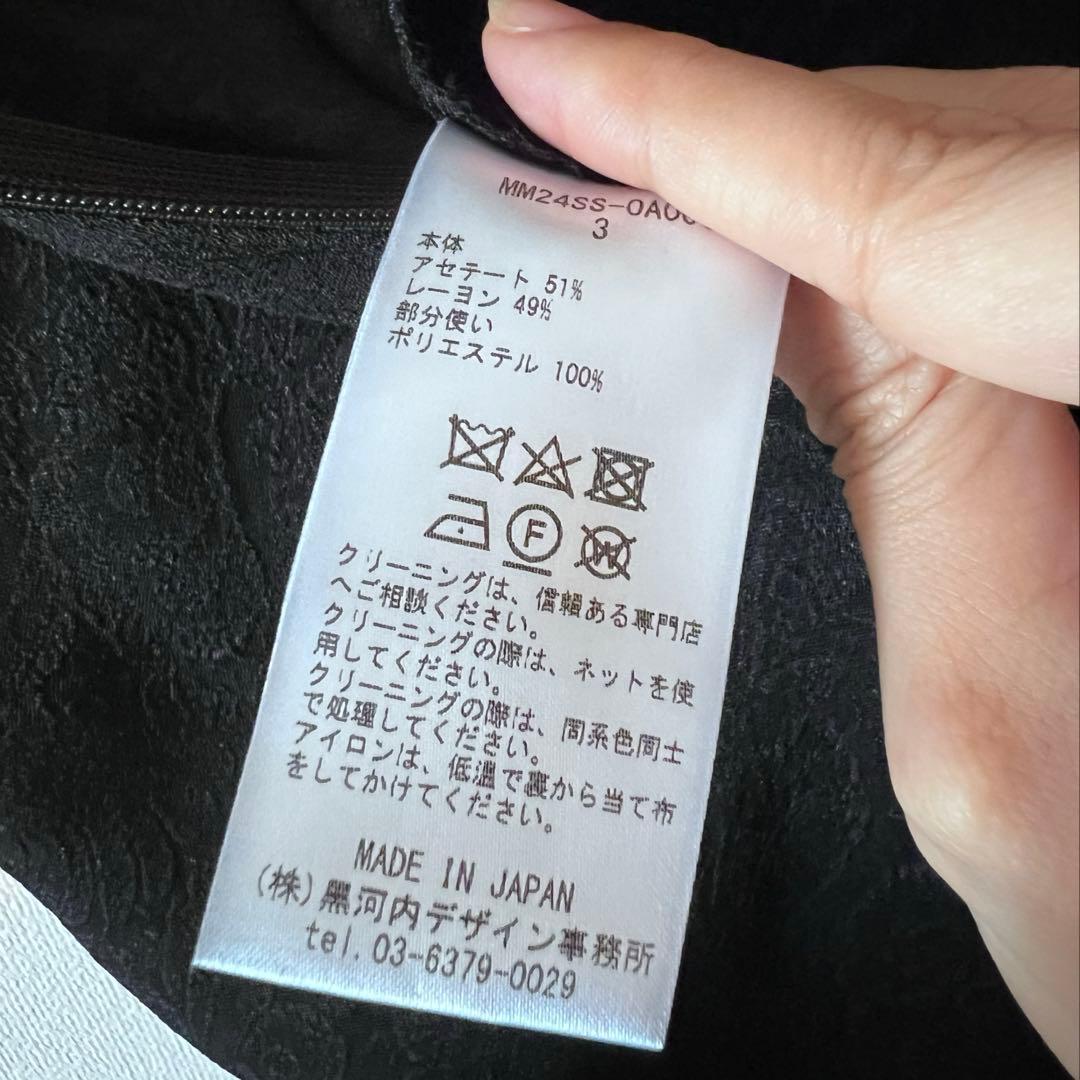 MM24SS-0A0
3
本体
アセテート 51%
レーヨン 49%
部分使い
ポリエステル 100%
F
W
クリーニングは、信頼ある専門店
へご相談ください。
クリーニングの際は、ネットを使
用してください。
クリーニングの際は、同系色同士
で処理してください。
アイロンは、低温で裏から当て布
をしてかけてください。
MADE IN JAPAN
(株)黒河内デザイン事務所
tel.03-6379-0029